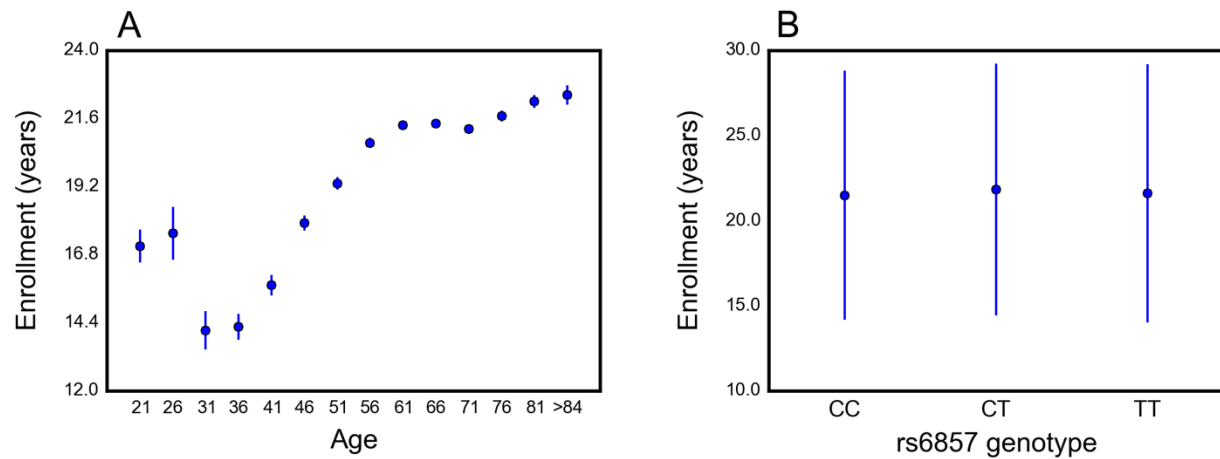 A
Enrollment (years)
24.0
21.6
19.2
16.8
14.4
12.0
21 26 31 36 41 46 51 56 61 66 71 76 81 >84
Age
B
Enrollment (years)
30.0
25.0
20.0
15.0
10.0
CC CT TT
rs6857 genotype